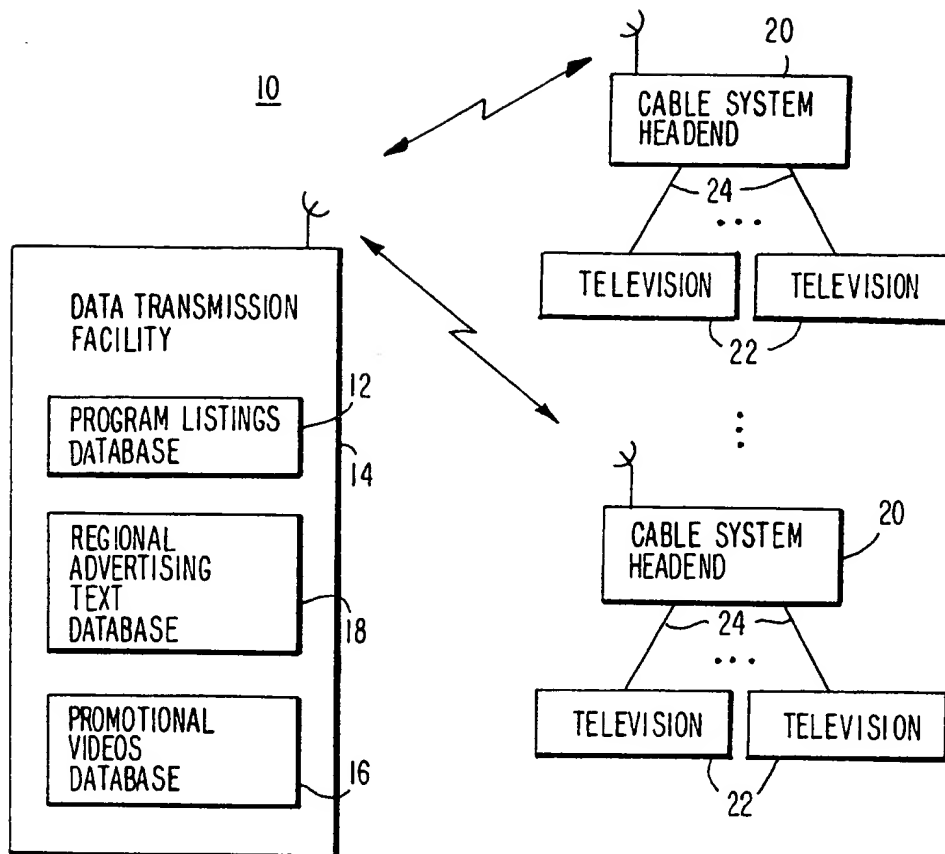 10
DATA TRANSMISSION
FACILITY
12
PROGRAM LISTINGS
DATABASE
14
REGIONAL
ADVERTISING
TEXT
DATABASE
18
PROMOTIONAL
VIDEOS
DATABASE
16
20
CABLE SYSTEM
HEADEND
24
...
TELEVISION
TELEVISION
22
20
CABLE SYSTEM
HEADEND
24
...
TELEVISION
TELEVISION
22